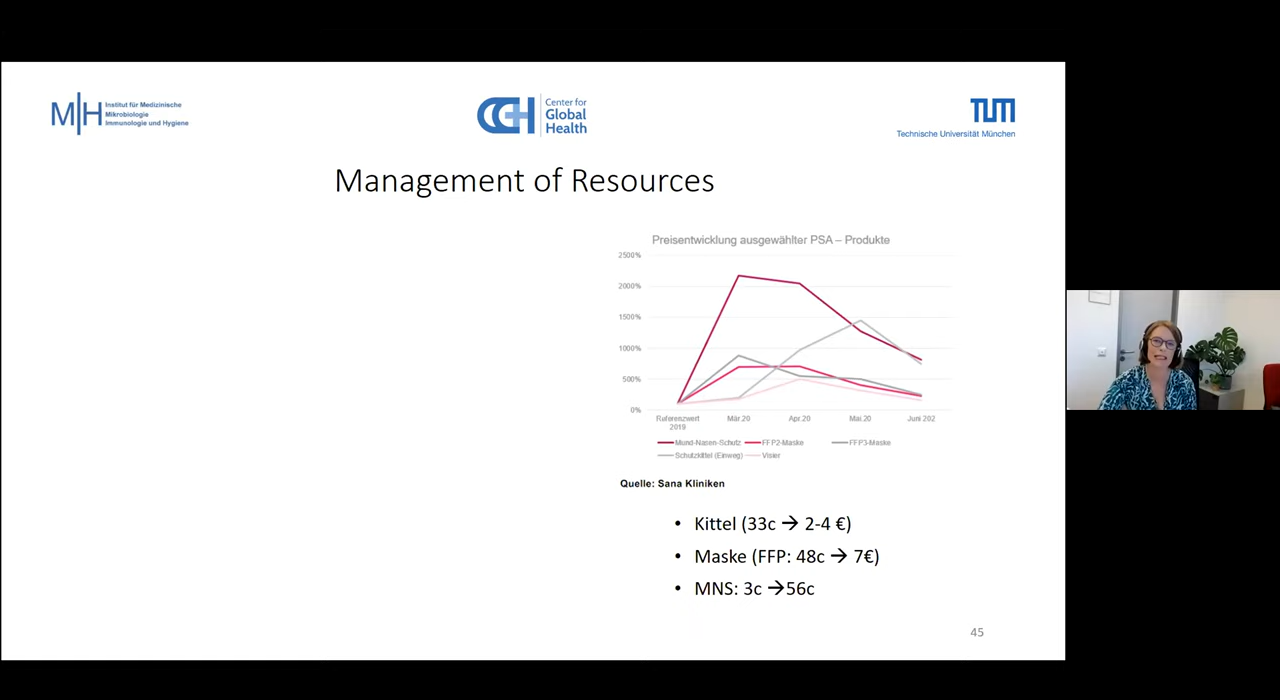 Institut für Medizinische
MIH Mikrobiologie
Immunologie und Hygiene
CGH
Center for
Global
Health
TUM
Technische Universität München
Management of Resources
Preisentwicklung ausgewählter PSA – Produkte
2500%
2000%
1500%
1000%
500%
0%
Referenzwert
2019
Mär.20
Apr.20
Mai.20
Juni 202
Mund-Nasen-Schutz
FFP2-Maske
FFP3-Maske
Schutzkittel (Einweg)
Visier
Quelle: Sana Kliniken
• Kittel (33c → 2-4 €)
• Maske (FFP: 48c → 7€)
• MNS: 3c →56c
45